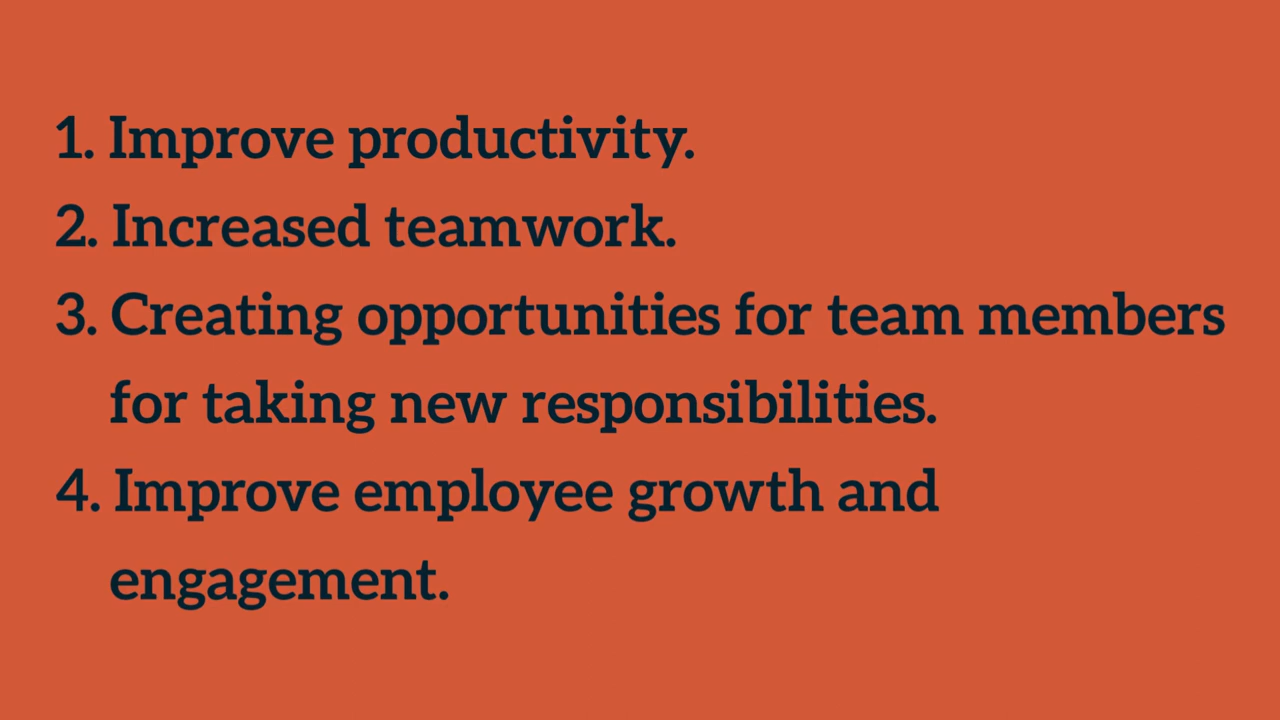 1. Improve productivity.
2. Increased teamwork.
3. Creating opportunities for team members
for taking new responsibilities.
4. Improve employee growth and
engagement.